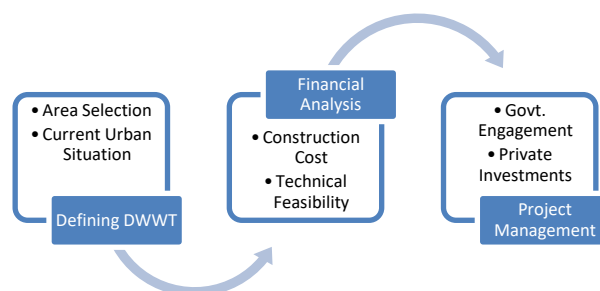 • Area Selection
• Current Urban
Situation
Defining DWWT
Financial
Analysis
• Construction
Cost
• Technical
Feasibility
• Govt.
Engagement
• Private
Investments
Project
Management